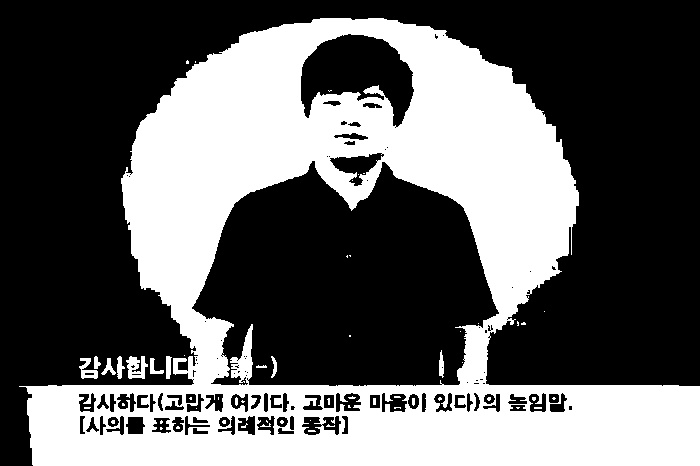 감사합니다 謝-)
감사하다(고맙게 여기다. 고마운 마음이 있다)의 높임말.
[사의를 표하는 의례적인 동작]